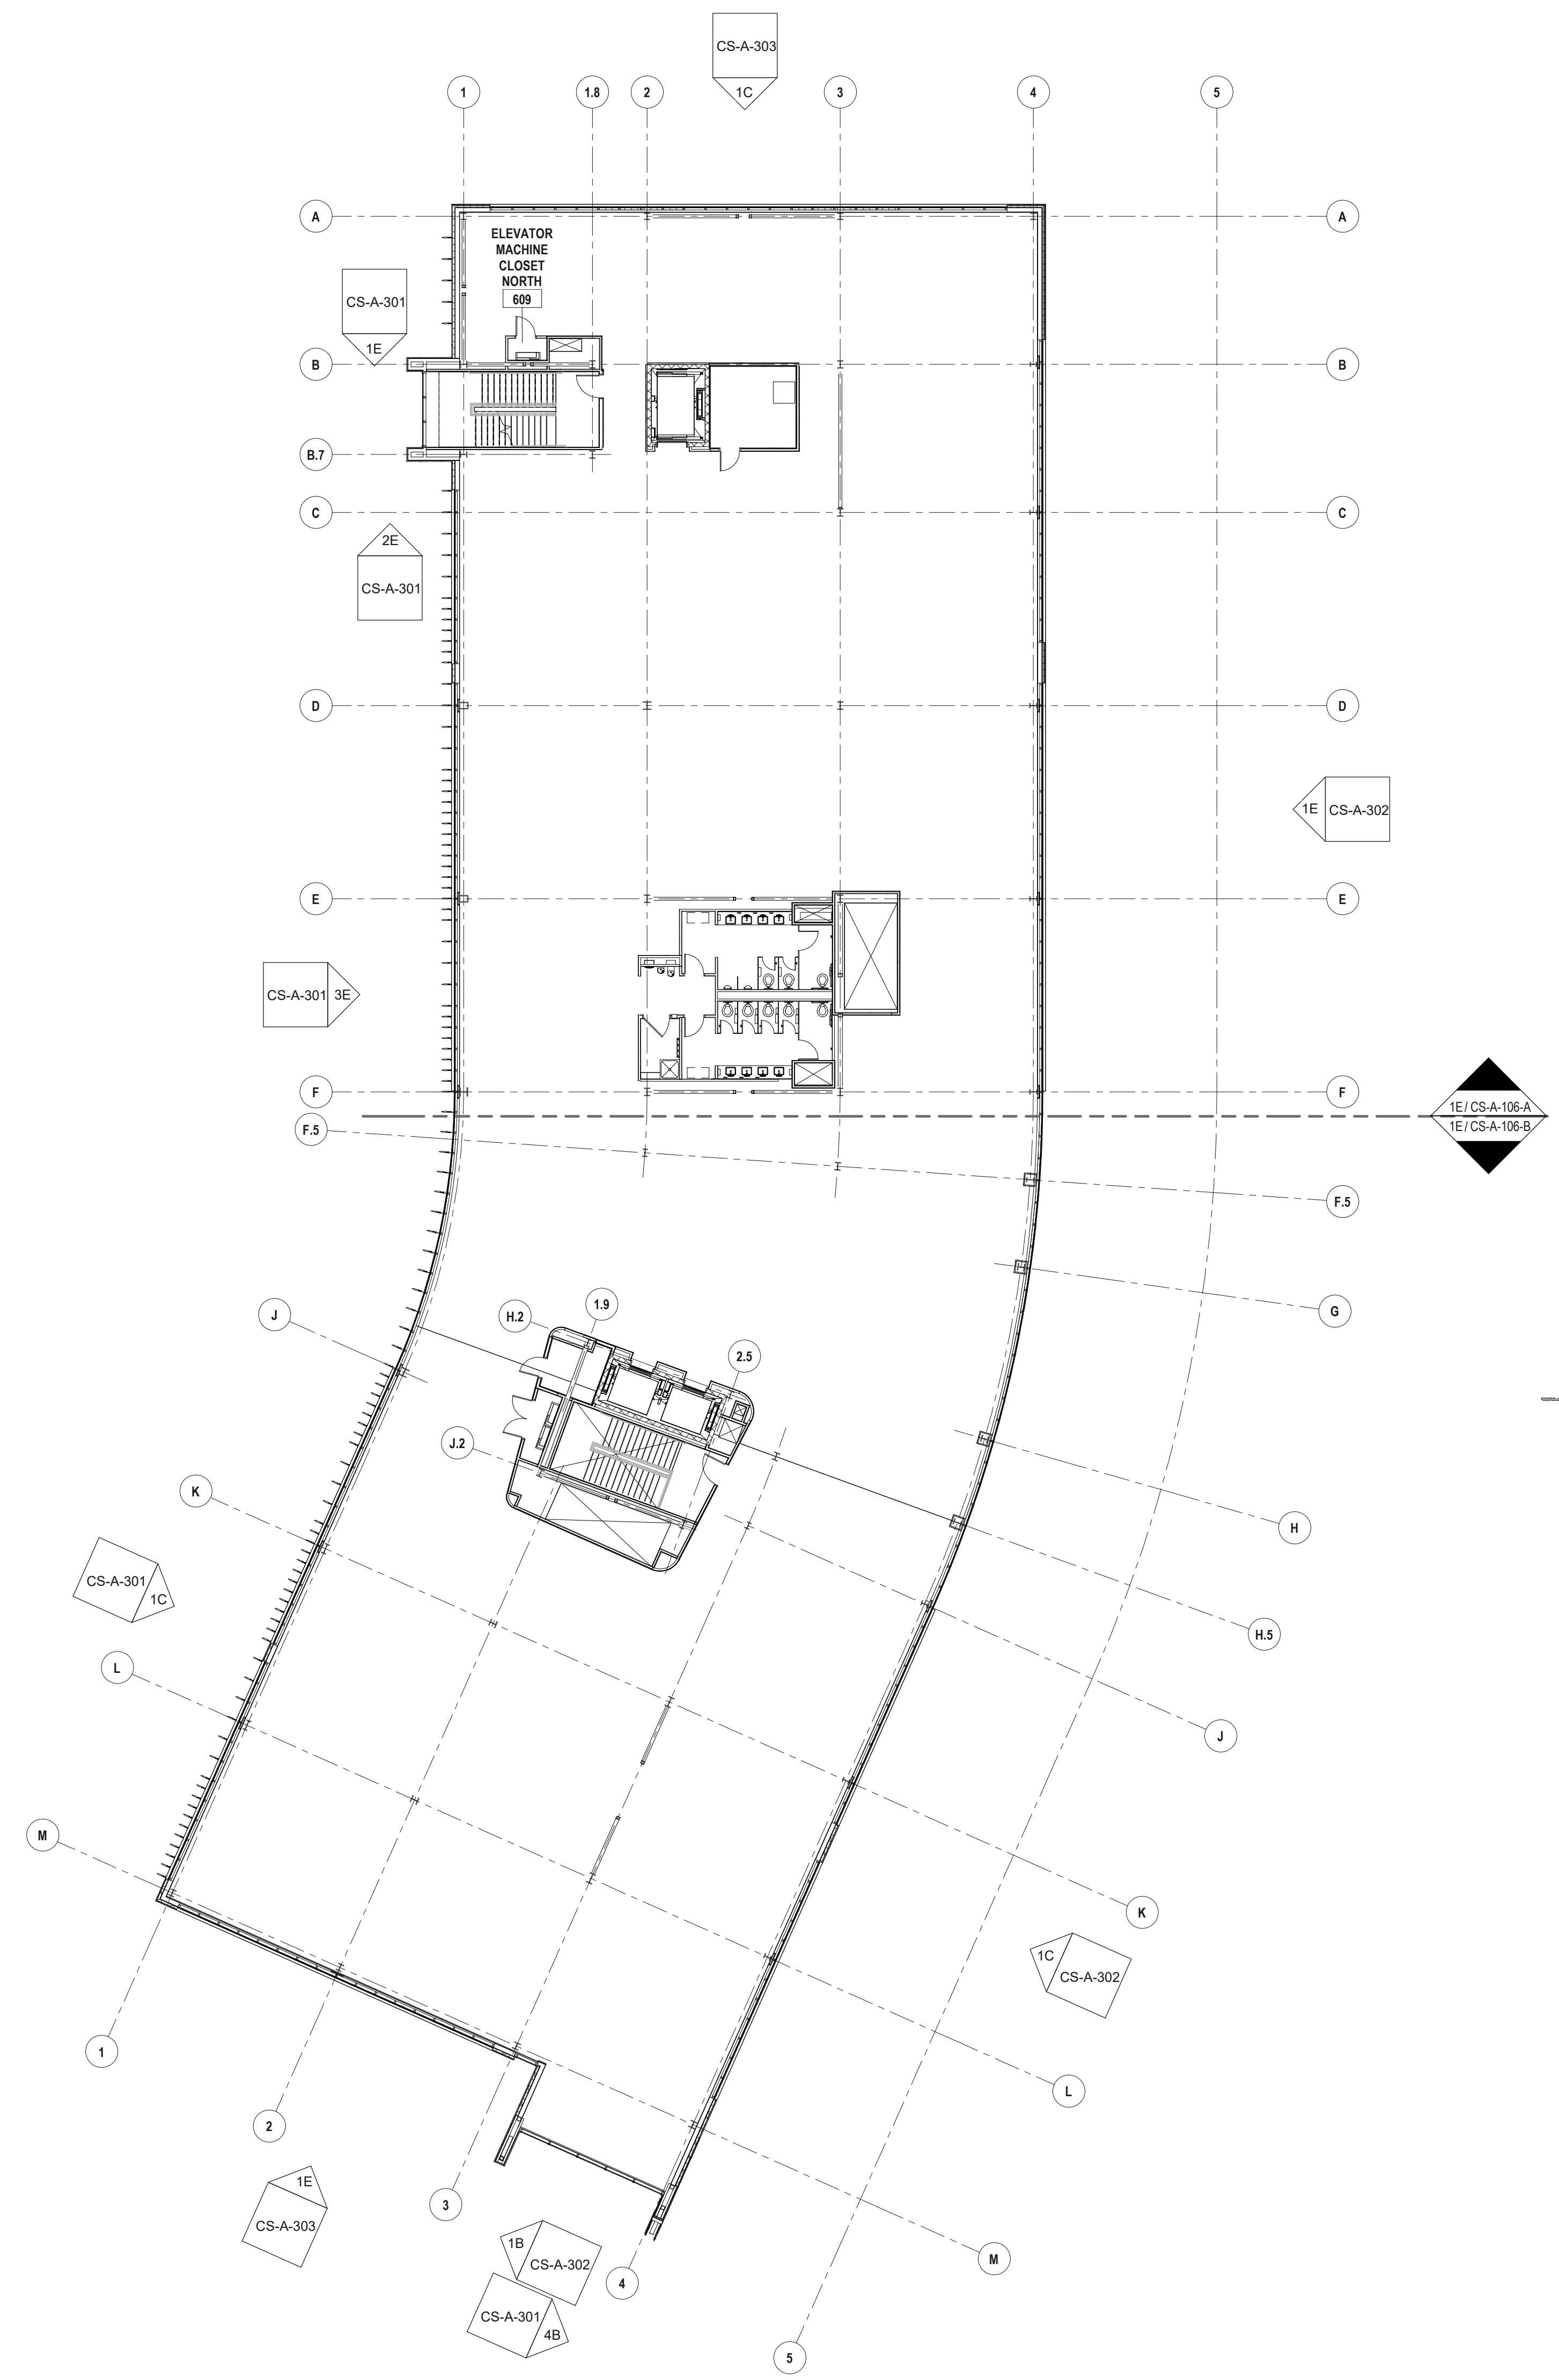 CS-A-303
1C
1
1.8
2
3
4
5
A
A
ELEVATOR
MACHINE
CLOSET
NORTH
609
CS-A-301
1E
B
B
B.7
C
C
2E
CS-A-301
D
D
1E CS-A-302
E
E
CS-A-301 3E
F
F
1E / CS-A-106-A
1E / CS-A-106-B
F.5
F.5
G
J
H.2
1.9
2.5
J.2
K
H
CS-A-301
1C
H.5
L
J
M
K
1C
CS-A-302
1
L
2
1E
CS-A-303
3
1B
CS-A-302
M
4
CS-A-301
4B
5